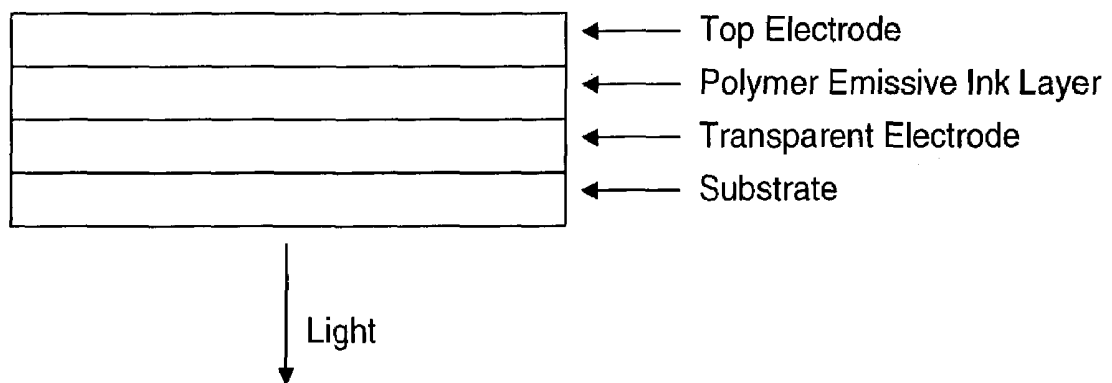 Top Electrode
Polymer Emissive Ink Layer
Transparent Electrode
Substrate
Light